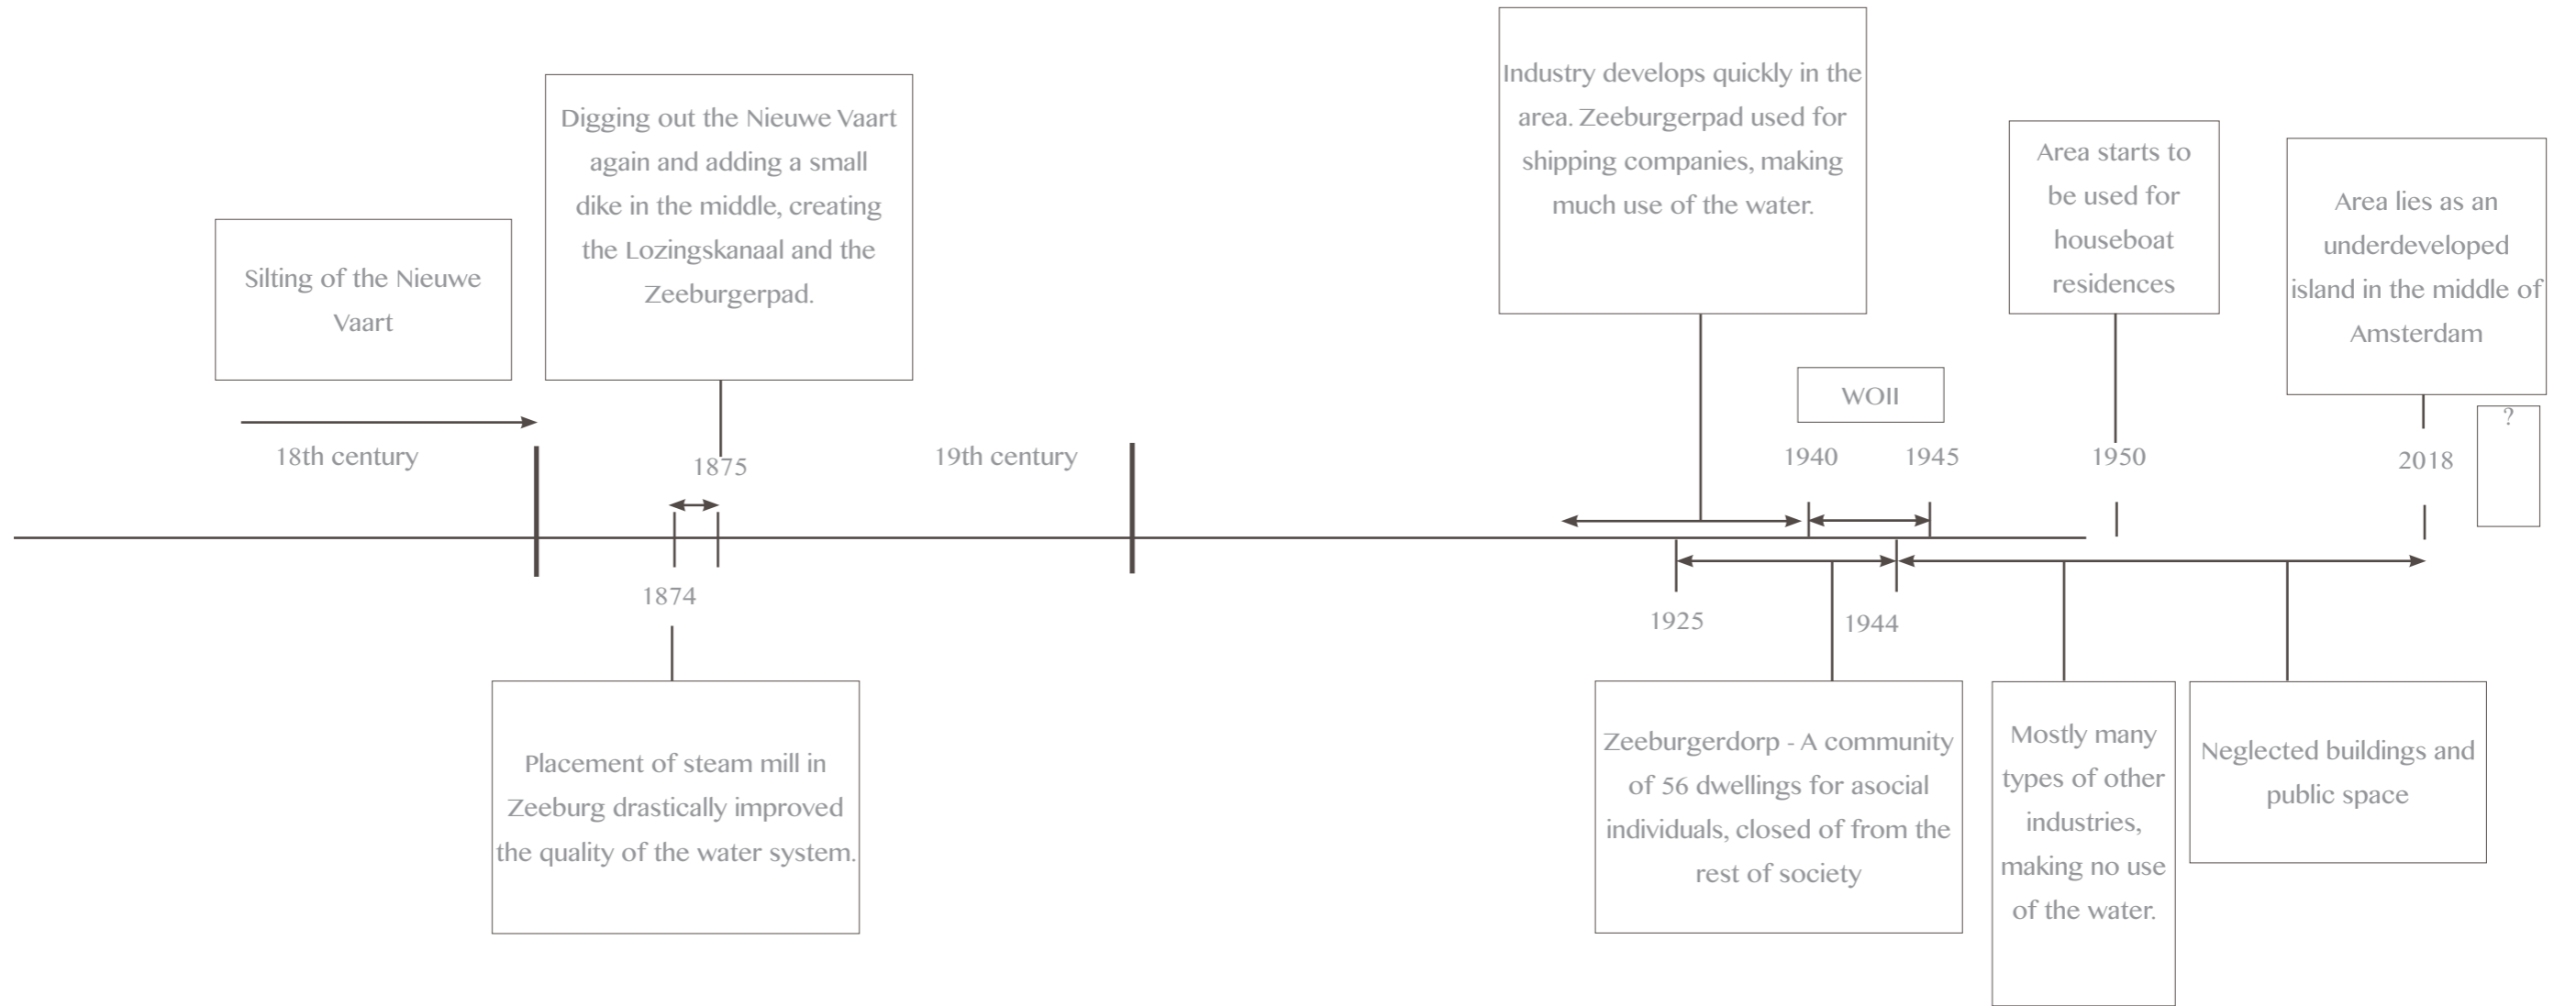 Silting of the Nieuwe
Vaart
18th century
Digging out the Nieuwe Vaart
again and adding a small
dike in the middle, creating
the Lozingskanaal and the
Zeeburgerpad.
1875
1874
Placement of steam mill in
Zeeburg drastically improved
the quality of the water system.
19th century
Industry develops quickly in the
area. Zeeburgerpad used for
shipping companies, making
much use of the water.
WOII
1940
1945
1925
1944
Zeeburgerdorp - A community
of 56 dwellings for asocial
individuals, closed of from the
rest of society
Area starts to
be used for
houseboat
residences
1950
Mostly many
types of other
industries,
making no use
of the water.
Neglected buildings and
public space
Area lies as an
underdeveloped
island in the middle of
Amsterdam
2018
?